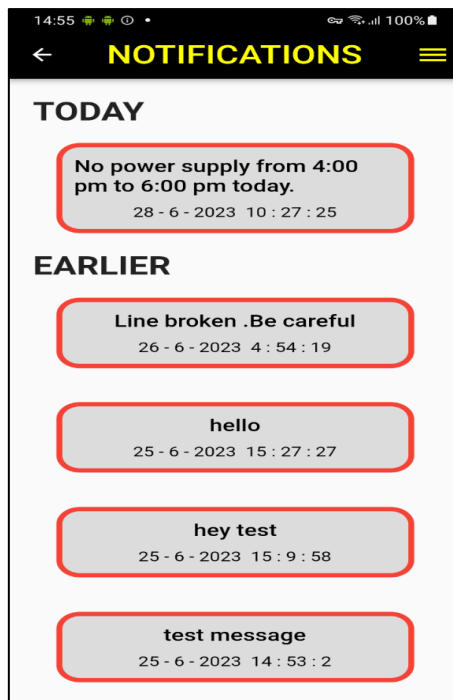 14:55 100%
NOTIFICATIONS
TODAY
No power supply from 4:00
pm to 6:00 pm today.
28 - 6 - 2023 10 : 27 : 25
EARLIER
Line broken .Be careful
26 - 6 - 2023 4 : 54 : 19
hello
25 - 6 - 2023 15 : 27 : 27
hey test
25 - 6 - 2023 15 : 9 : 58
test message
25 - 6 - 2023 14 : 53 : 2